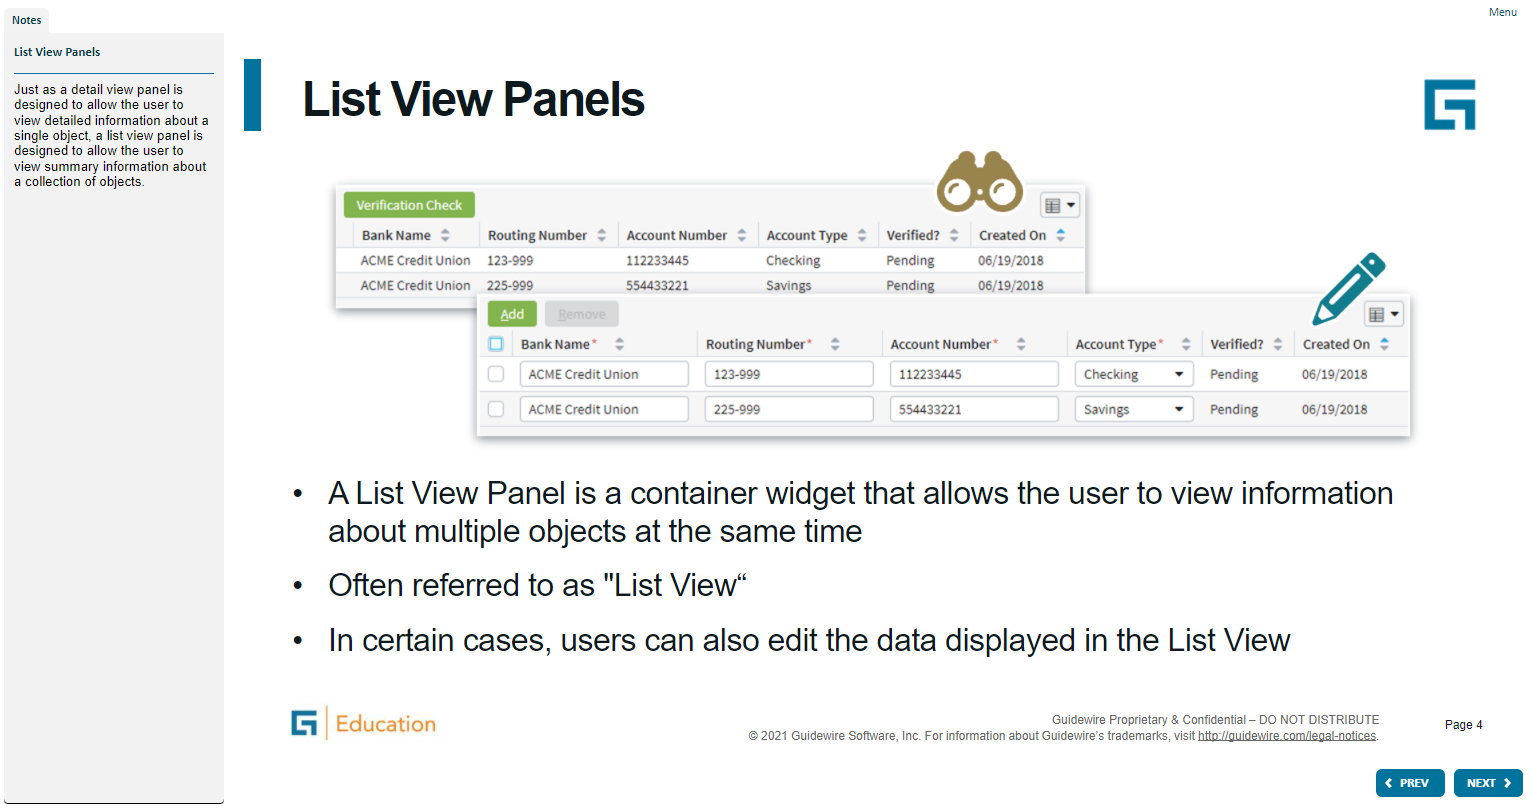 Notes
Menu
List View Panels
Just as a detail view panel is
designed to allow the user to
view detailed information about a
single object, a list view panel is
designed to allow the user to
view summary information about
a collection of objects.
List View Panels
Verification Check
Bank Name Routing Number Account Number Account Type Verified? Created On
ACME Credit Union 123-999 112233445 Checking Pending 06/19/2018
ACME Credit Union 225-999 554433221 Savings Pending 06/19/2018
Add Remove
Bank Name* Routing Number* Account Number* Account Type* Verified? Created On
ACME Credit Union 123-999 112233445 Checking Pending 06/19/2018
ACME Credit Union 225-999 554433221 Savings Pending 06/19/2018
• A List View Panel is a container widget that allows the user to view information
about multiple objects at the same time
• Often referred to as "List View“
• In certain cases, users can also edit the data displayed in the List View
Education
Guidewire Proprietary & Confidential – DO NOT DISTRIBUTE
© 2021 Guidewire Software, Inc. For information about Guidewire’s trademarks, visit http://guidewire.com/legal-notices.
Page 4
PREV NEXT